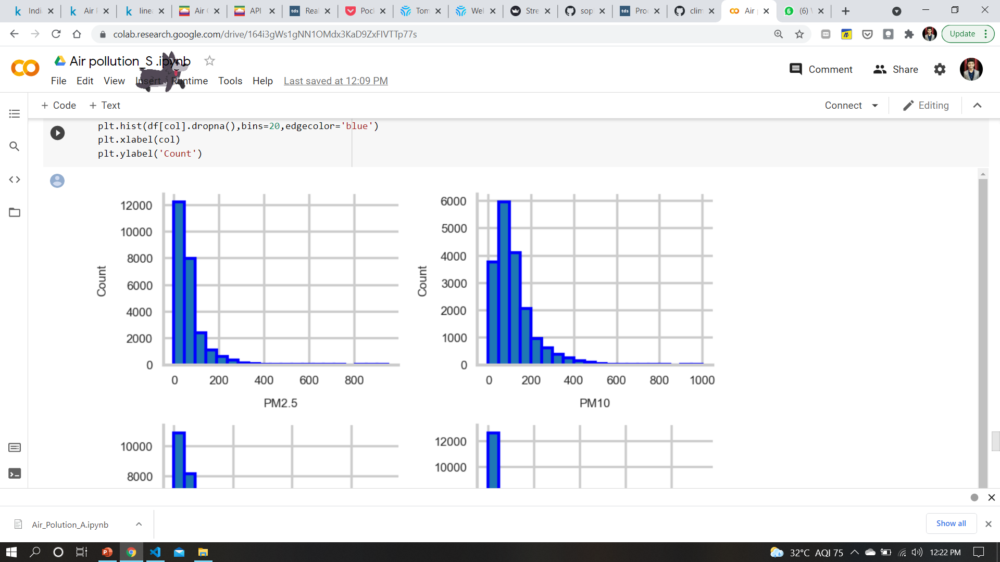 Indi
Air P
line
Air
API
Real
Pocl
Tom
Wel
Stre
sop
Pro
clim
Air
(6)
colab.research.google.com/drive/164i3gWs1gNN1OMdx3KaD9ZxFIVTTp77s
Update
Air pollution_S .ipynb
Comment
Share
File Edit View Insert Runtime Tools Help Last saved at 12:09 PM
+ Code + Text
Connect
Editing
plt.hist(df[col].dropna(),bins=20,edgecolor='blue')
plt.xlabel(col)
plt.ylabel('Count')
12000
10000
8000
6000
4000
2000
0
Count
0 200 400 600 800
PM2.5
6000
5000
4000
3000
2000
1000
0
Count
0 200 400 600 800 1000
PM10
10000
8000
12000
10000
Air_Polution_A.ipynb
Show all
32°C AQI 75
12:22 PM